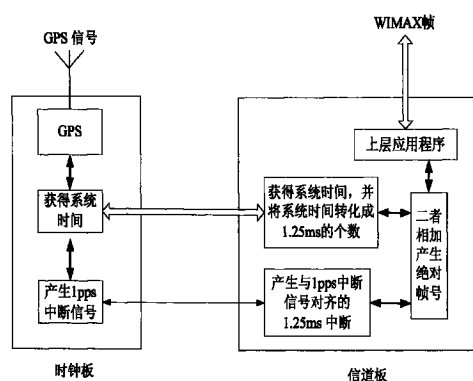 GPS 信号
WIMAX帧
GPS
获得系统
时间
产生1pps
中断信号
时钟板
上层应用程序
获得系统时间，并
将系统时间转化成
1.25ms的个数
二者
相加
产生
绝对
帧号
产生与1pps中断
信号对齐的
1.25ms 中断
信道板